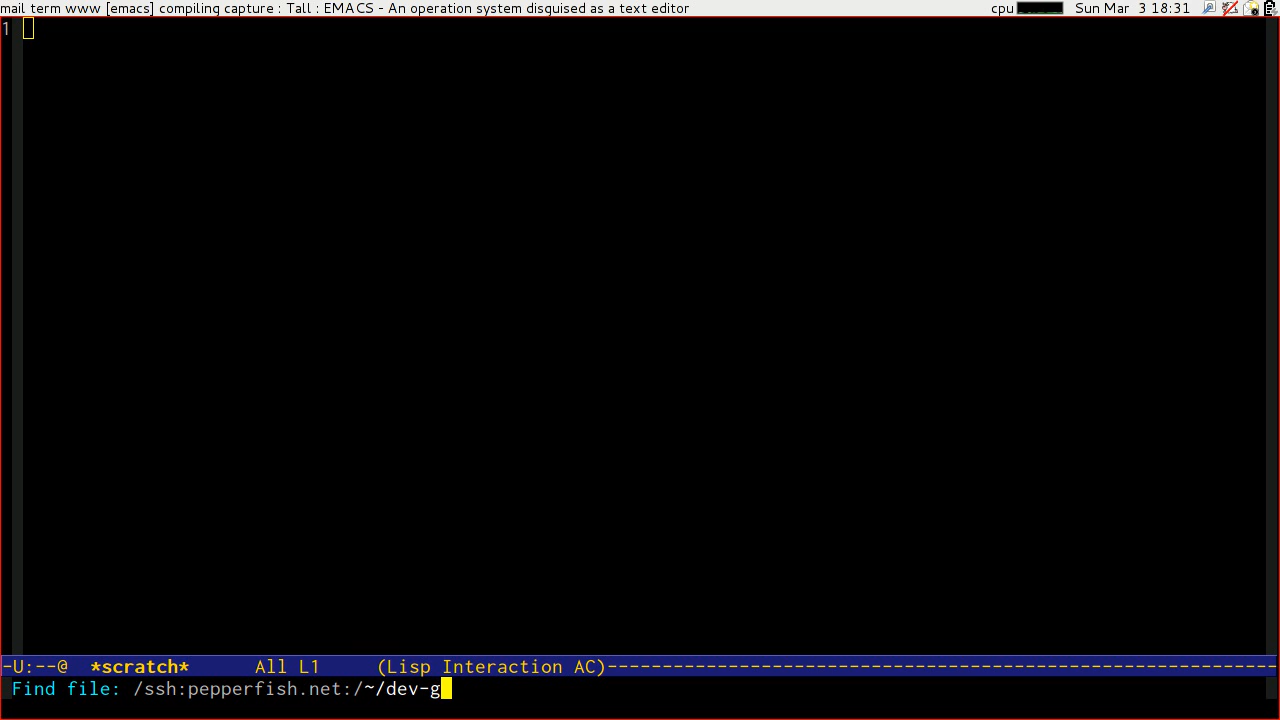 mail term www [emacs] compiling capture : Tall : EMACS - An operation system disguised as a text editor cpu Sun Mar 3 18:31
1
-U:--@ *scratch* All L1 (Lisp Interaction AC)--------------------------------------------------------------
Find file: /ssh:pepperfish.net:/~/dev-g